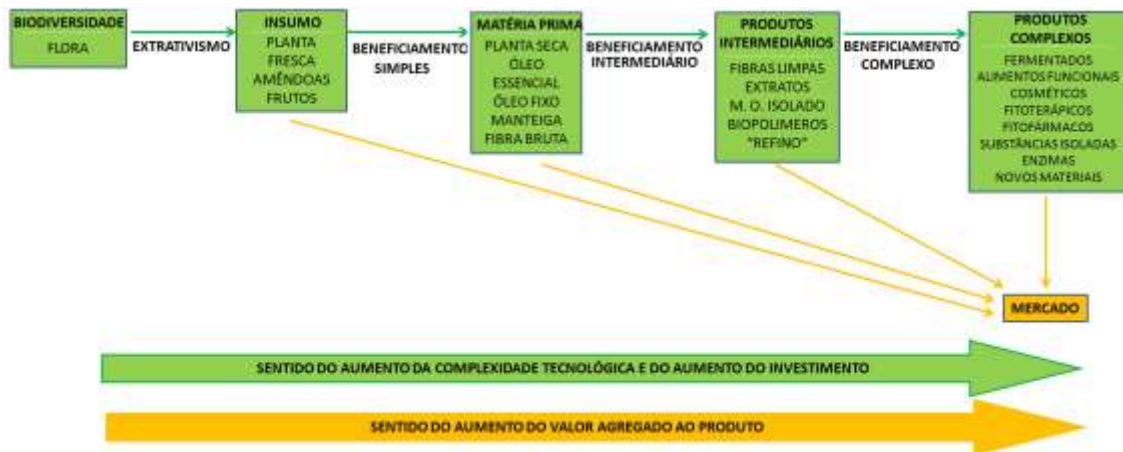 BIODIVERSIDADE
FLORA
EXTRATIVISMO
INSUMO
PLANTA
FRESCA
AMÊNDOAS
FRUTOS
BENEFICIAMENTO
SIMPLES
MATÉRIA PRIMA
PLANTA SECA
ÓLEO
ESSENCIAL
ÓLEO FIXO
MANTEIGA
FIBRA BRUTA
BENEFICIAMENTO
INTERMEDIÁRIO
PRODUTOS
INTERMEDIÁRIOS
FIBRAS LIMPAS
EXTRATOS
M. O. ISOLADO
BIOPOLIMEROS
"REFINO"
BENEFICIAMENTO
COMPLEXO
PRODUTOS
COMPLEXOS
FERMENTADOS
ALIMENTOS FUNCIONAIS
COSMÉTICOS
FITOTERÁPICOS
FITOFÁRMACOS
SUBSTÂNCIAS ISOLADAS
ENZIMAS
NOVOS MATERIAIS
MERCADO
SENTIDO DO AUMENTO DA COMPLEXIDADE TECNOLÓGICA E DO AUMENTO DO INVESTIMENTO
SENTIDO DO AUMENTO DO VALOR AGREGADO AO PRODUTO